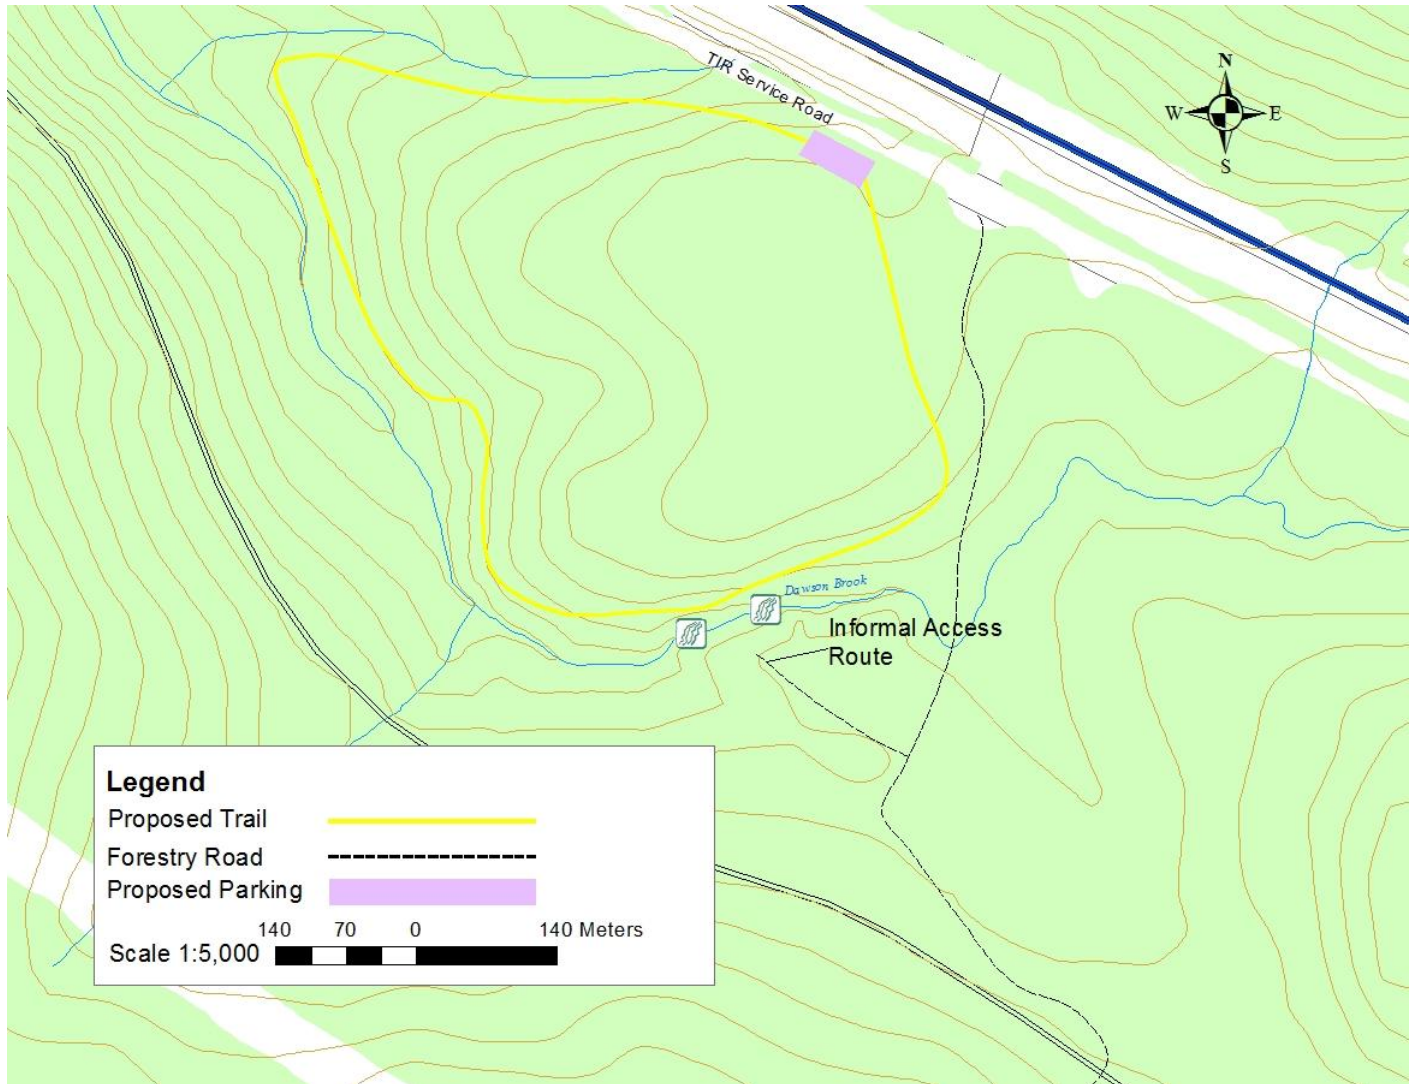 TIR Service Road
N
W E
S
Dawson Brook
Informal Access
Route
Legend
Proposed Trail
Forestry Road
Proposed Parking
140 70 0 140 Meters
Scale 1:5,000